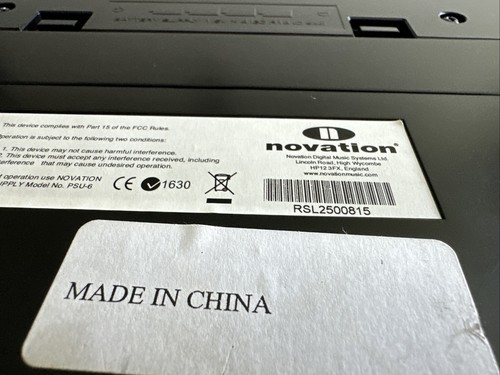 This device complies with Part 15 of the FCC Rules.
Operation is subject to the following two conditions:
1. This device may not cause harmful interference.
2. This device must accept any interference received, including
interference that may cause undesired operation.
operation use NOVATION
SUPPLY Model No. PSU-6
CE
1630
novation
Novation Digital Music Systems Ltd.
Lincoln Road, High Wycombe
HP12 3FX, England
www.novationmusic.com
RSL2500815
MADE IN CHINA